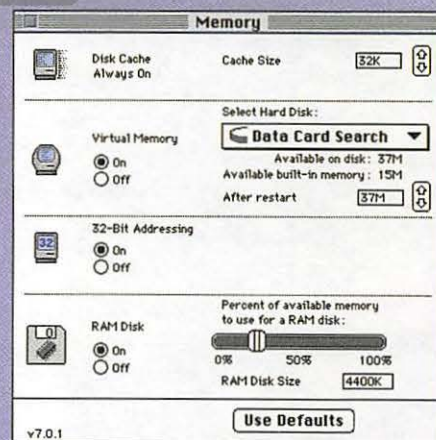 Memory
Disk Cache
Always On
Cache Size
32K
Select Hard Disk:
Data Card Search
Virtual Memory
On
Off
Available on disk: 37M
Available built-in memory: 15M
After restart
37M
32-Bit Addressing
32
On
Off
Percent of available memory
to use for a RAM disk:
RAM Disk
On
Off
0% 50% 100%
RAM Disk Size
4400K
Use Defaults
v7.0.1